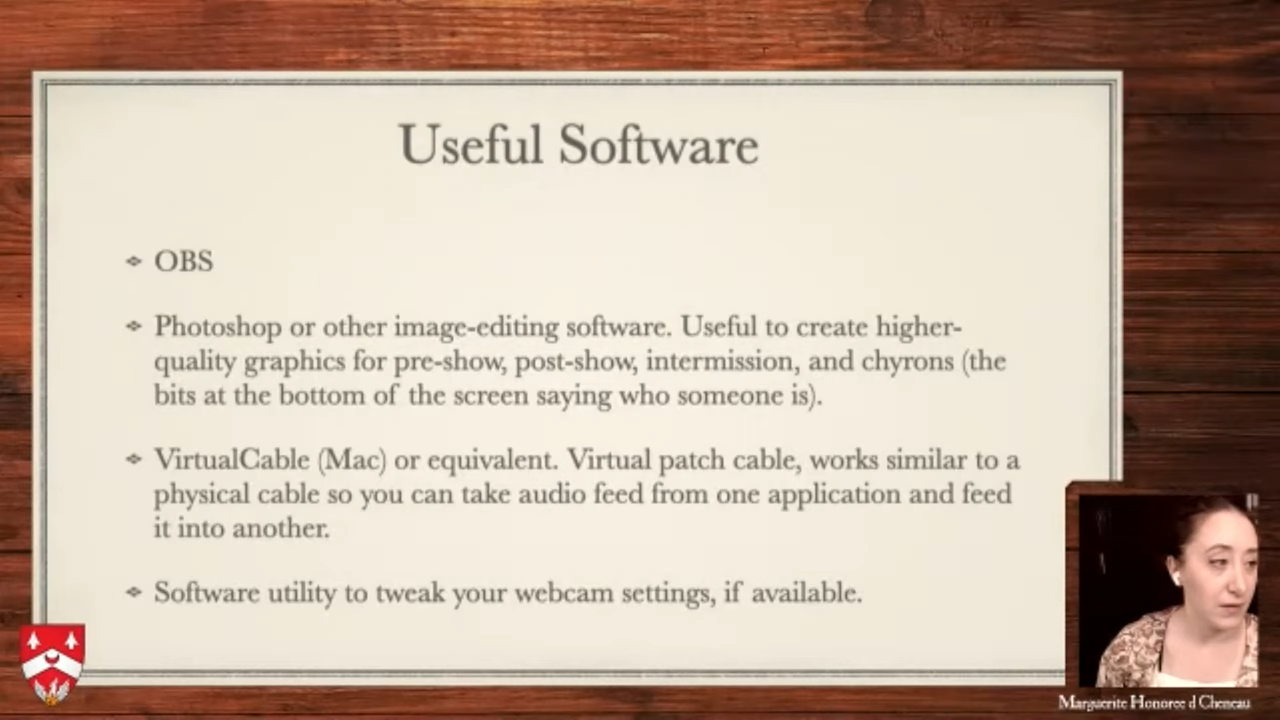 Useful Software
OBS
Photoshop or other image-editing software. Useful to create higher-
quality graphics for pre-show, post-show, intermission, and chyrons (the
bits at the bottom of the screen saying who someone is).
VirtualCable (Mac) or equivalent. Virtual patch cable, works similar to a
physical cable so you can take audio feed from one application and feed
it into another.
Software utility to tweak your webcam settings, if available.
Marguerite Honoree d Cheneau